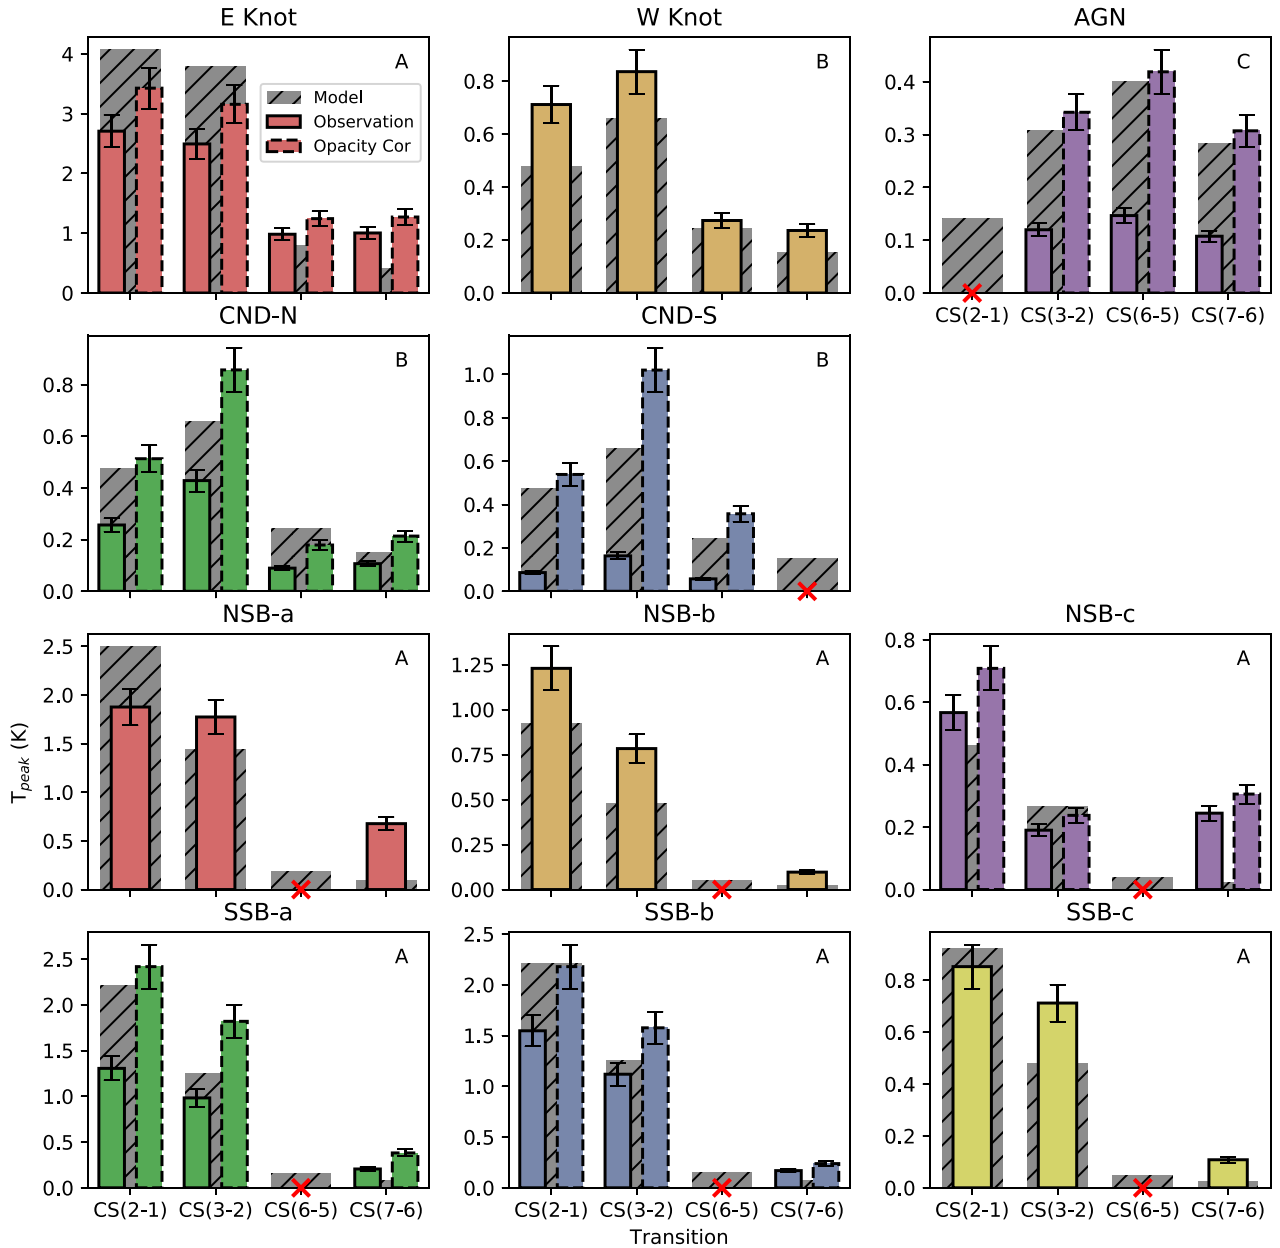 E Knot
W Knot
AGN
A
B
C
Model
Observation
Opacity Cor
4
3
2
1
0
0.8
0.6
0.4
0.2
0.0
0.4
0.3
0.2
0.1
0.0
CS(2-1) CS(3-2) CS(6-5) CS(7-6)
CND-N
CND-S
B
B
0.8
0.6
0.4
0.2
0.0
1.0
0.8
0.6
0.4
0.2
0.0
NSB-a
NSB-b
NSB-c
A
A
A
2.5
2.0
1.5
1.0
0.5
0.0
1.25
1.00
0.75
0.50
0.25
0.00
0.8
0.6
0.4
0.2
0.0
Tpeak (K)
SSB-a
SSB-b
SSB-c
A
A
A
2.5
2.0
1.5
1.0
0.5
0.0
2.5
2.0
1.5
1.0
0.5
0.0
0.8
0.6
0.4
0.2
0.0
CS(2-1) CS(3-2) CS(6-5) CS(7-6)
CS(2-1) CS(3-2) CS(6-5) CS(7-6)
CS(2-1) CS(3-2) CS(6-5) CS(7-6)
Transition